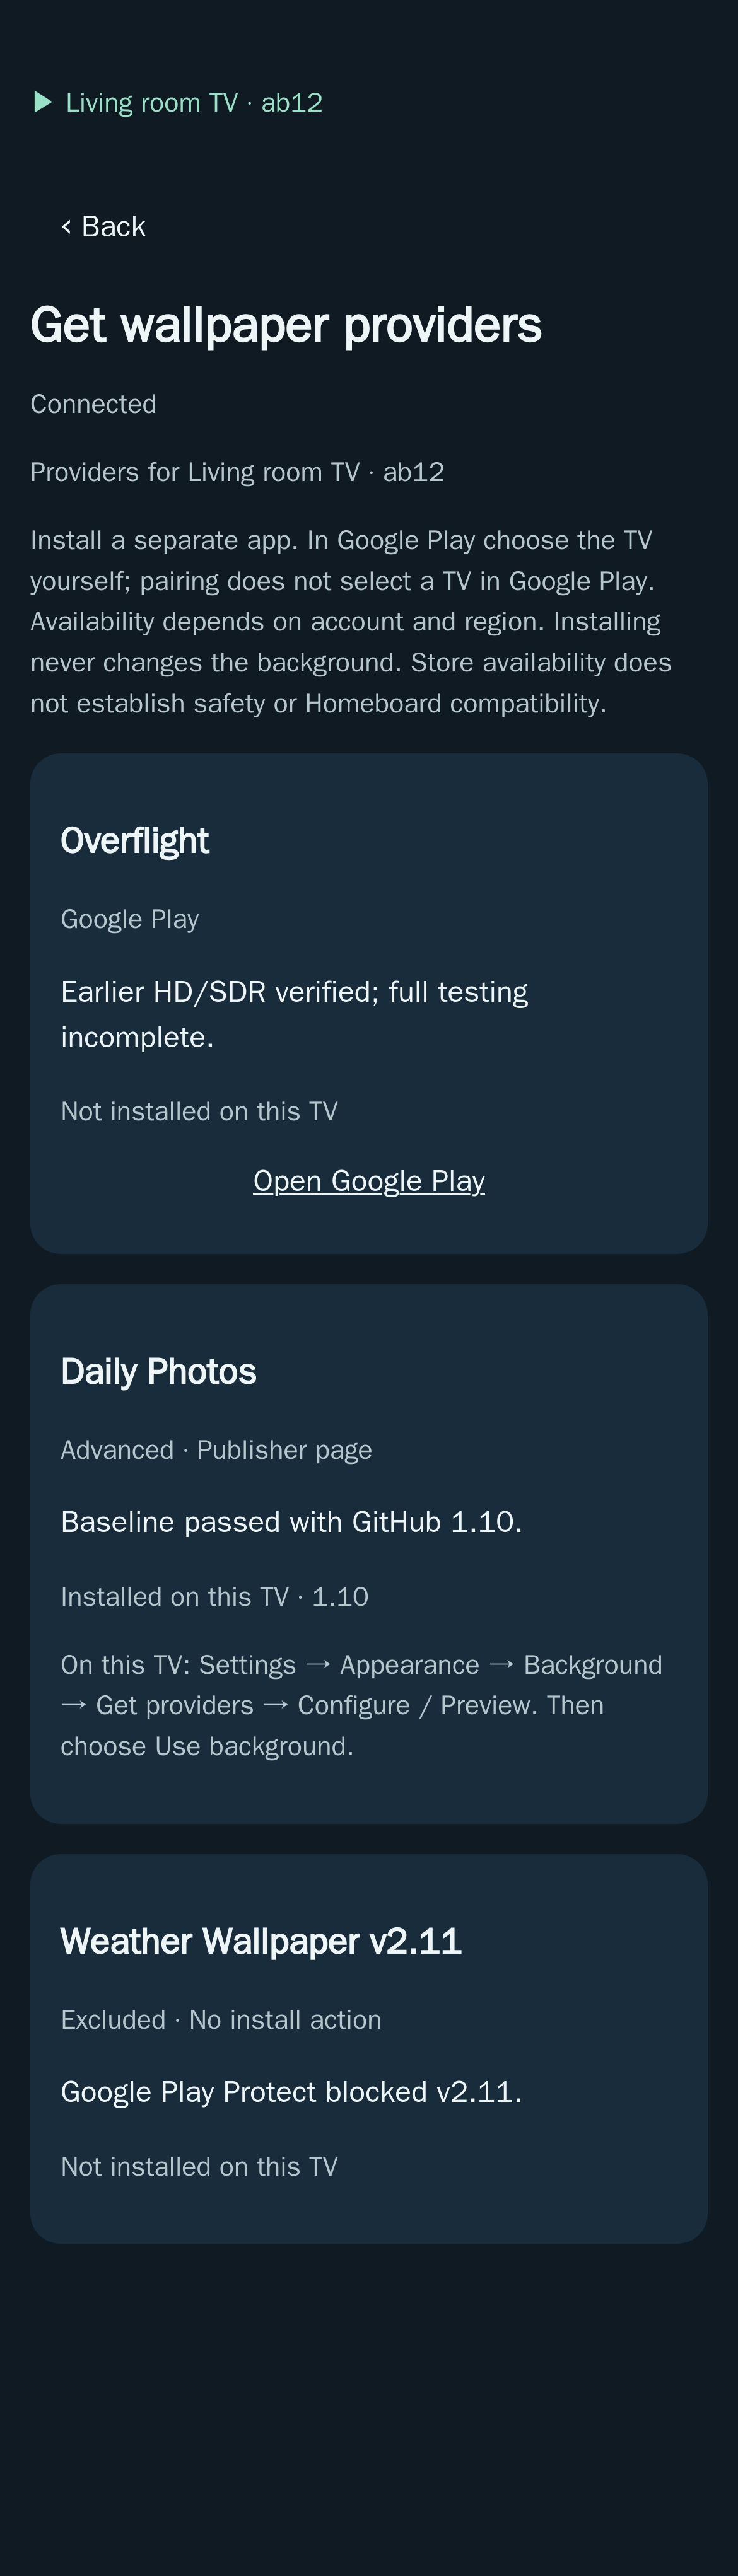 ▶ Living room TV · ab12
‹ Back
Get wallpaper providers
Connected
Providers for Living room TV · ab12
Install a separate app. In Google Play choose the TV
yourself; pairing does not select a TV in Google Play.
Availability depends on account and region. Installing
never changes the background. Store availability does
not establish safety or Homeboard compatibility.
Overflight
Google Play
Earlier HD/SDR verified; full testing
incomplete.
Not installed on this TV
Open Google Play
Daily Photos
Advanced · Publisher page
Baseline passed with GitHub 1.10.
Installed on this TV · 1.10
On this TV: Settings → Appearance → Background
→ Get providers → Configure / Preview. Then
choose Use background.
Weather Wallpaper v2.11
Excluded · No install action
Google Play Protect blocked v2.11.
Not installed on this TV